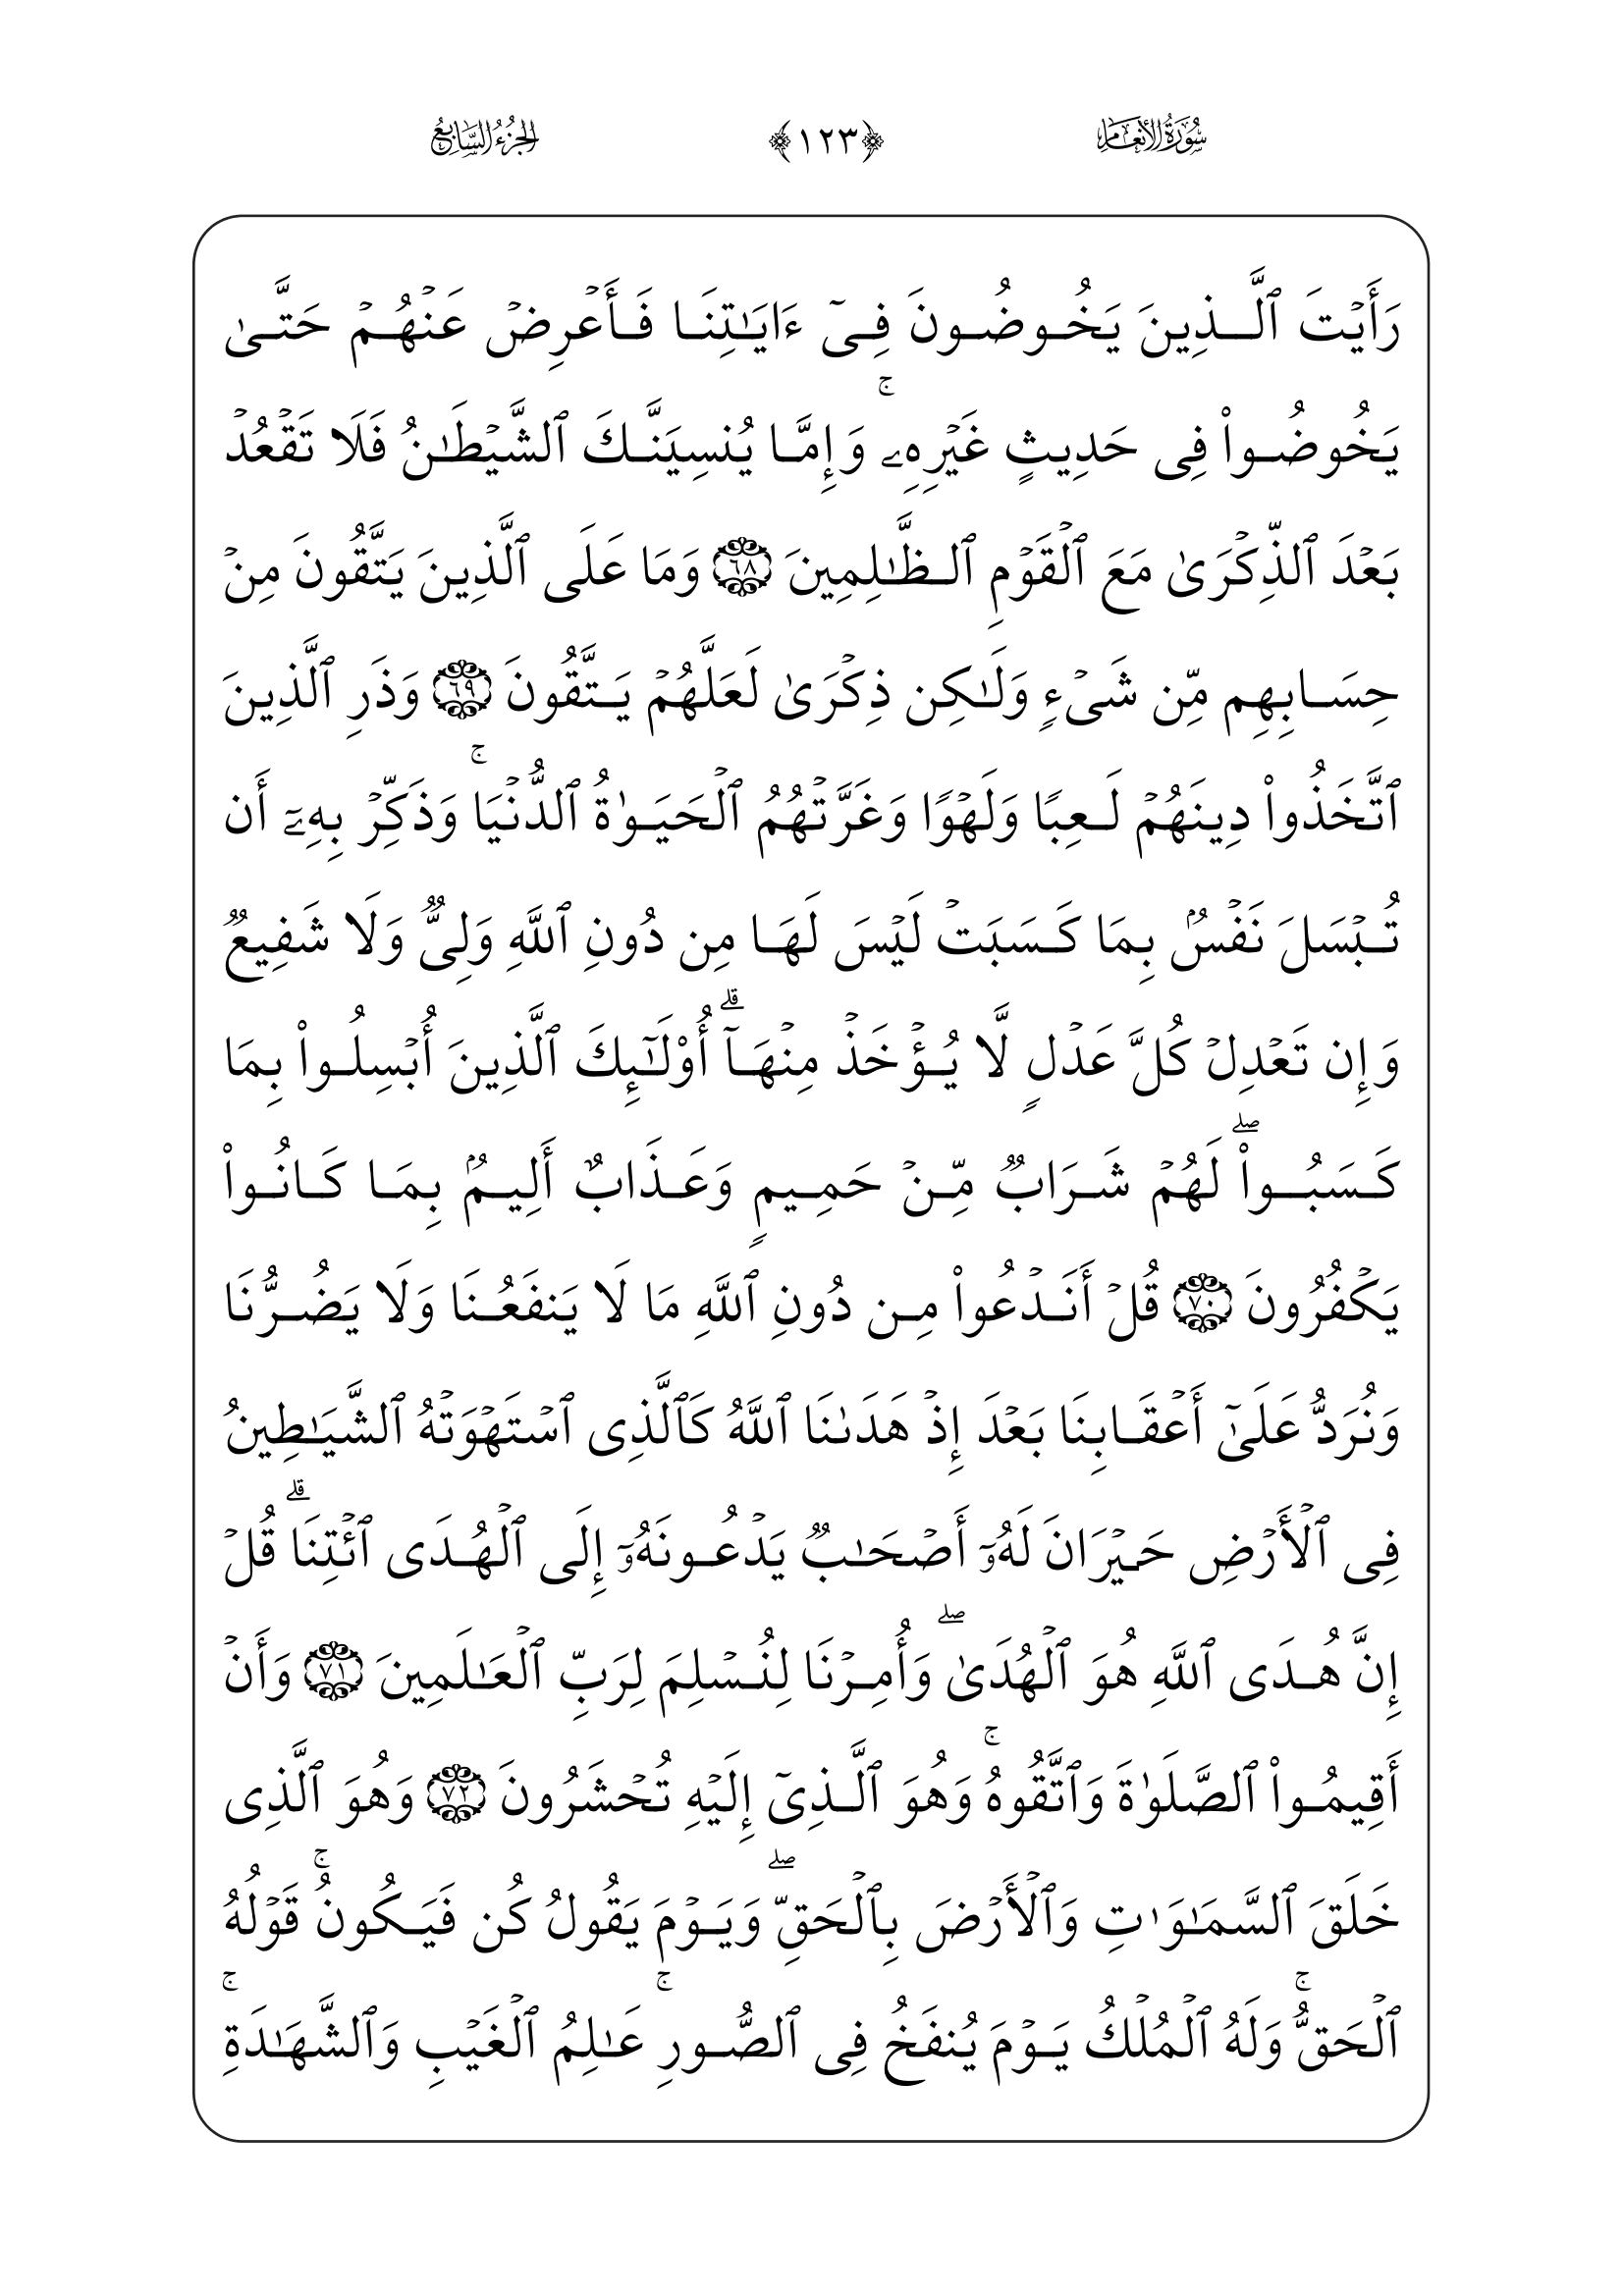 سُورَةُ الأَنْعَامِ ﴿١٢٣﴾ الجُزْءُ السَّابِعُ
رَأَيۡتَ ٱلَّذِينَ يَخُوضُونَ فِىٓ ءَايَـٰتِنَا فَأَعۡرِضۡ عَنۡهُمۡ حَتَّىٰ
يَخُوضُوا۟ فِى حَدِيثٍ غَيۡرِهِۦ ۚ وَإِمَّا يُنسِيَنَّكَ ٱلشَّيۡطَـٰنُ فَلَا تَقۡعُدۡ
بَعۡدَ ٱلذِّكۡرَىٰ مَعَ ٱلۡقَوۡمِ ٱلظَّـٰلِمِينَ ٦٨ وَمَا عَلَى ٱلَّذِينَ يَتَّقُونَ مِنۡ
حِسَابِهِم مِّن شَىۡءٍ وَلَـٰكِن ذِكۡرَىٰ لَعَلَّهُمۡ يَتَّقُونَ ٦٩ وَذَرِ ٱلَّذِينَ
ٱتَّخَذُوا۟ دِينَهُمۡ لَعِبًا وَلَهۡوًا وَغَرَّتۡهُمُ ٱلۡحَيَوٰةُ ٱلدُّنۡيَا ۚ وَذَكِّرۡ بِهِۦٓ أَن
تُبۡسَلَ نَفۡسُۢ بِمَا كَسَبَتۡ لَيۡسَ لَهَا مِن دُونِ ٱللَّهِ وَلِىٌّ وَلَا شَفِيعٌ
وَإِن تَعۡدِلۡ كُلَّ عَدۡلٍ لَّا يُؤۡخَذۡ مِنۡهَآ ۗ أُو۟لَـٰٓئِكَ ٱلَّذِينَ أُبۡسِلُوا۟ بِمَا
كَسَبُوا۟ ۖ لَهُمۡ شَرَابٌ مِّنۡ حَمِيمٍ وَعَذَابٌ أَلِيمُۢ بِمَا كَانُوا۟
يَكۡفُرُونَ ٧٠ قُلۡ أَنَدۡعُوا۟ مِن دُونِ ٱللَّهِ مَا لَا يَنفَعُنَا وَلَا يَضُرُّنَا
وَنُرَدُّ عَلَىٰٓ أَعۡقَابِنَا بَعۡدَ إِذۡ هَدَىٰنَا ٱللَّهُ كَٱلَّذِى ٱسۡتَهۡوَتۡهُ ٱلشَّيَـٰطِينُ
فِى ٱلۡأَرۡضِ حَيۡرَانَ لَهُۥٓ أَصۡحَـٰبٌ يَدۡعُونَهُۥٓ إِلَى ٱلۡهُدَى ٱئۡتِنَا ۗ قُلۡ
إِنَّ هُدَى ٱللَّهِ هُوَ ٱلۡهُدَىٰ ۖ وَأُمِرۡنَا لِنُسۡلِمَ لِرَبِّ ٱلۡعَـٰلَمِينَ ٧١ وَأَنۡ
أَقِيمُوا۟ ٱلصَّلَوٰةَ وَٱتَّقُوهُ ۚ وَهُوَ ٱلَّذِىٓ إِلَيۡهِ تُحۡشَرُونَ ٧٢ وَهُوَ ٱلَّذِى
خَلَقَ ٱلسَّمَـٰوَٰتِ وَٱلۡأَرۡضَ بِٱلۡحَقِّ ۖ وَيَوۡمَ يَقُولُ كُن فَيَكُونُ ۚ قَوۡلُهُ
ٱلۡحَقُّ ۚ وَلَهُ ٱلۡمُلۡكُ يَوۡمَ يُنفَخُ فِى ٱلصُّورِ ۚ عَـٰلِمُ ٱلۡغَيۡبِ وَٱلشَّهَـٰدَةِ ۚ